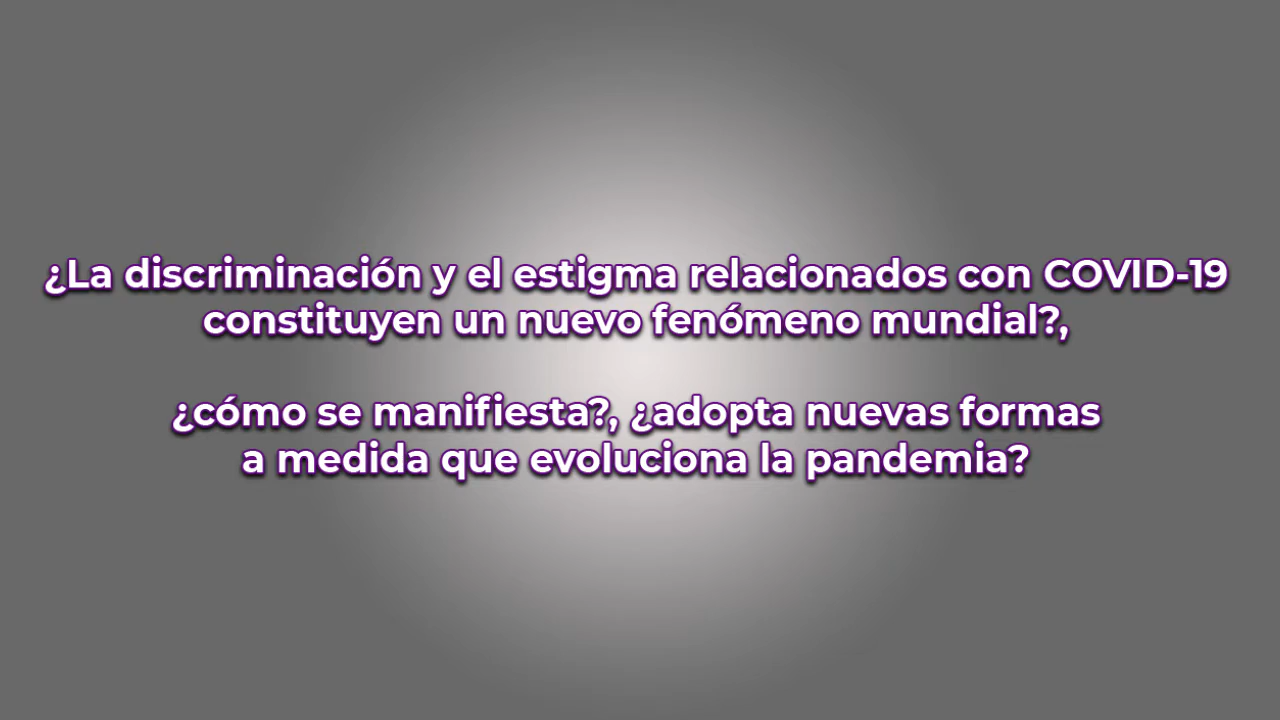 ¿La discriminación y el estigma relacionados con COVID-19
constituyen un nuevo fenómeno mundial?,
¿cómo se manifiesta?, ¿adopta nuevas formas
a medida que evoluciona la pandemia?